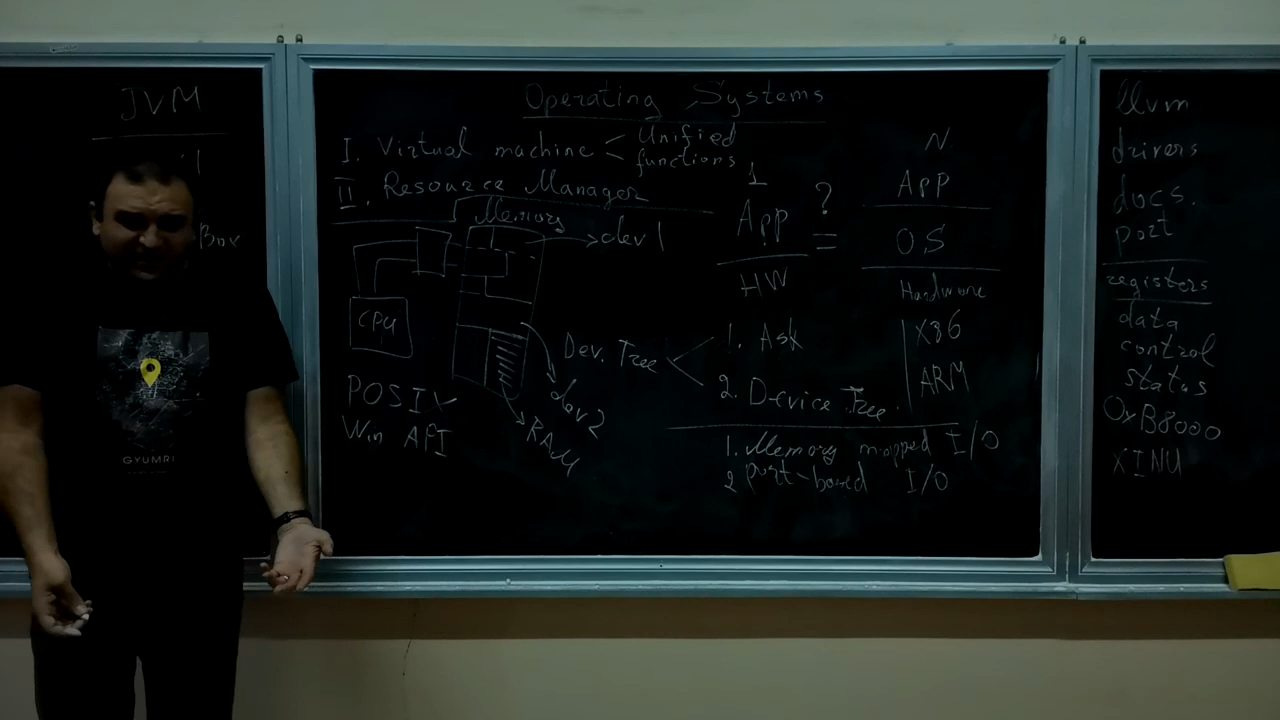 JVM
Box
GYUMRI
Operating Systems
I. Virtual machine < Unified
< functions
II. Resource Manager
Memory
dev1
CPU
POSIX
Win API
dev2
RAM
1
App
HW
?
=
N
App
OS
Hardware
Dev. Tree
1. Ask
2. Device Tree
X86
ARM
1. Memory mapped I/O
2 port-based I/O
llvm
drivers
docs.
port
registers
data
control
status
0xB8000
XINU